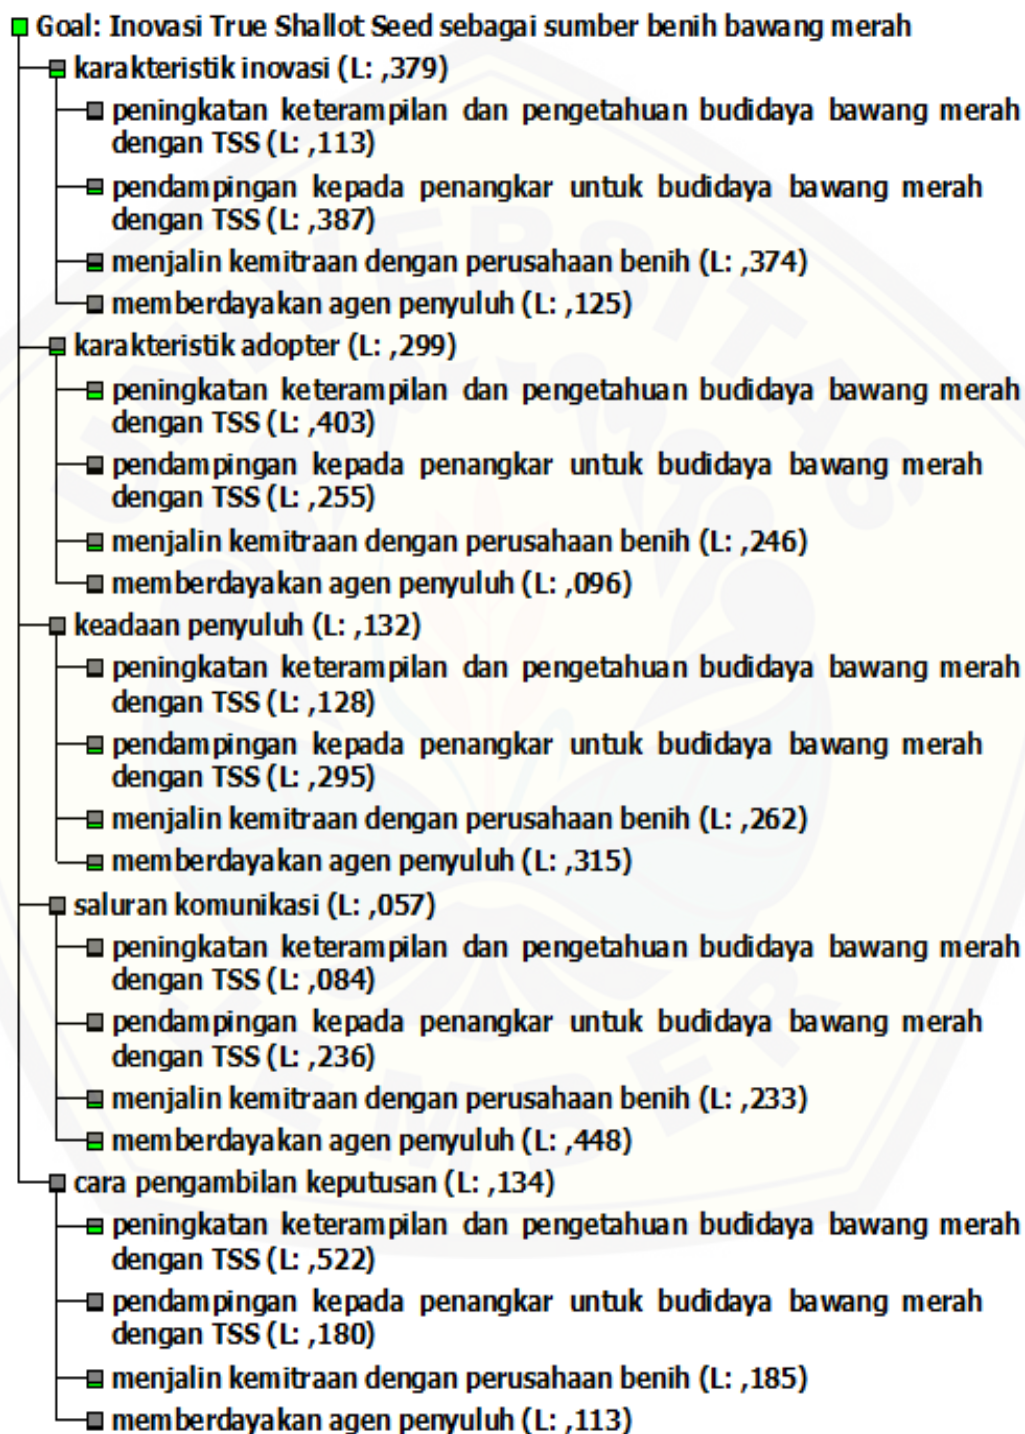 Goal: Inovasi True Shallot Seed sebagai sumber benih bawang merah
karakteristik inovasi (L: ,379)
peningkatan keterampilan dan pengetahuan budidaya bawang merah
dengan TSS (L: ,113)
pendampingan kepada penangkar untuk budidaya bawang merah
dengan TSS (L: ,387)
menjalin kemitraan dengan perusahaan benih (L: ,374)
memberdayakan agen penyuluh (L: ,125)
karakteristik adopter (L: ,299)
peningkatan keterampilan dan pengetahuan budidaya bawang merah
dengan TSS (L: ,403)
pendampingan kepada penangkar untuk budidaya bawang merah
dengan TSS (L: ,255)
menjalin kemitraan dengan perusahaan benih (L: ,246)
memberdayakan agen penyuluh (L: ,096)
keadaan penyuluh (L: ,132)
peningkatan keterampilan dan pengetahuan budidaya bawang merah
dengan TSS (L: ,128)
pendampingan kepada penangkar untuk budidaya bawang merah
dengan TSS (L: ,295)
menjalin kemitraan dengan perusahaan benih (L: ,262)
memberdayakan agen penyuluh (L: ,315)
saluran komunikasi (L: ,057)
peningkatan keterampilan dan pengetahuan budidaya bawang merah
dengan TSS (L: ,084)
pendampingan kepada penangkar untuk budidaya bawang merah
dengan TSS (L: ,236)
menjalin kemitraan dengan perusahaan benih (L: ,233)
memberdayakan agen penyuluh (L: ,448)
cara pengambilan keputusan (L: ,134)
peningkatan keterampilan dan pengetahuan budidaya bawang merah
dengan TSS (L: ,522)
pendampingan kepada penangkar untuk budidaya bawang merah
dengan TSS (L: ,180)
menjalin kemitraan dengan perusahaan benih (L: ,185)
memberdayakan agen penyuluh (L: ,113)
UNIVERSITAS
JEMBER